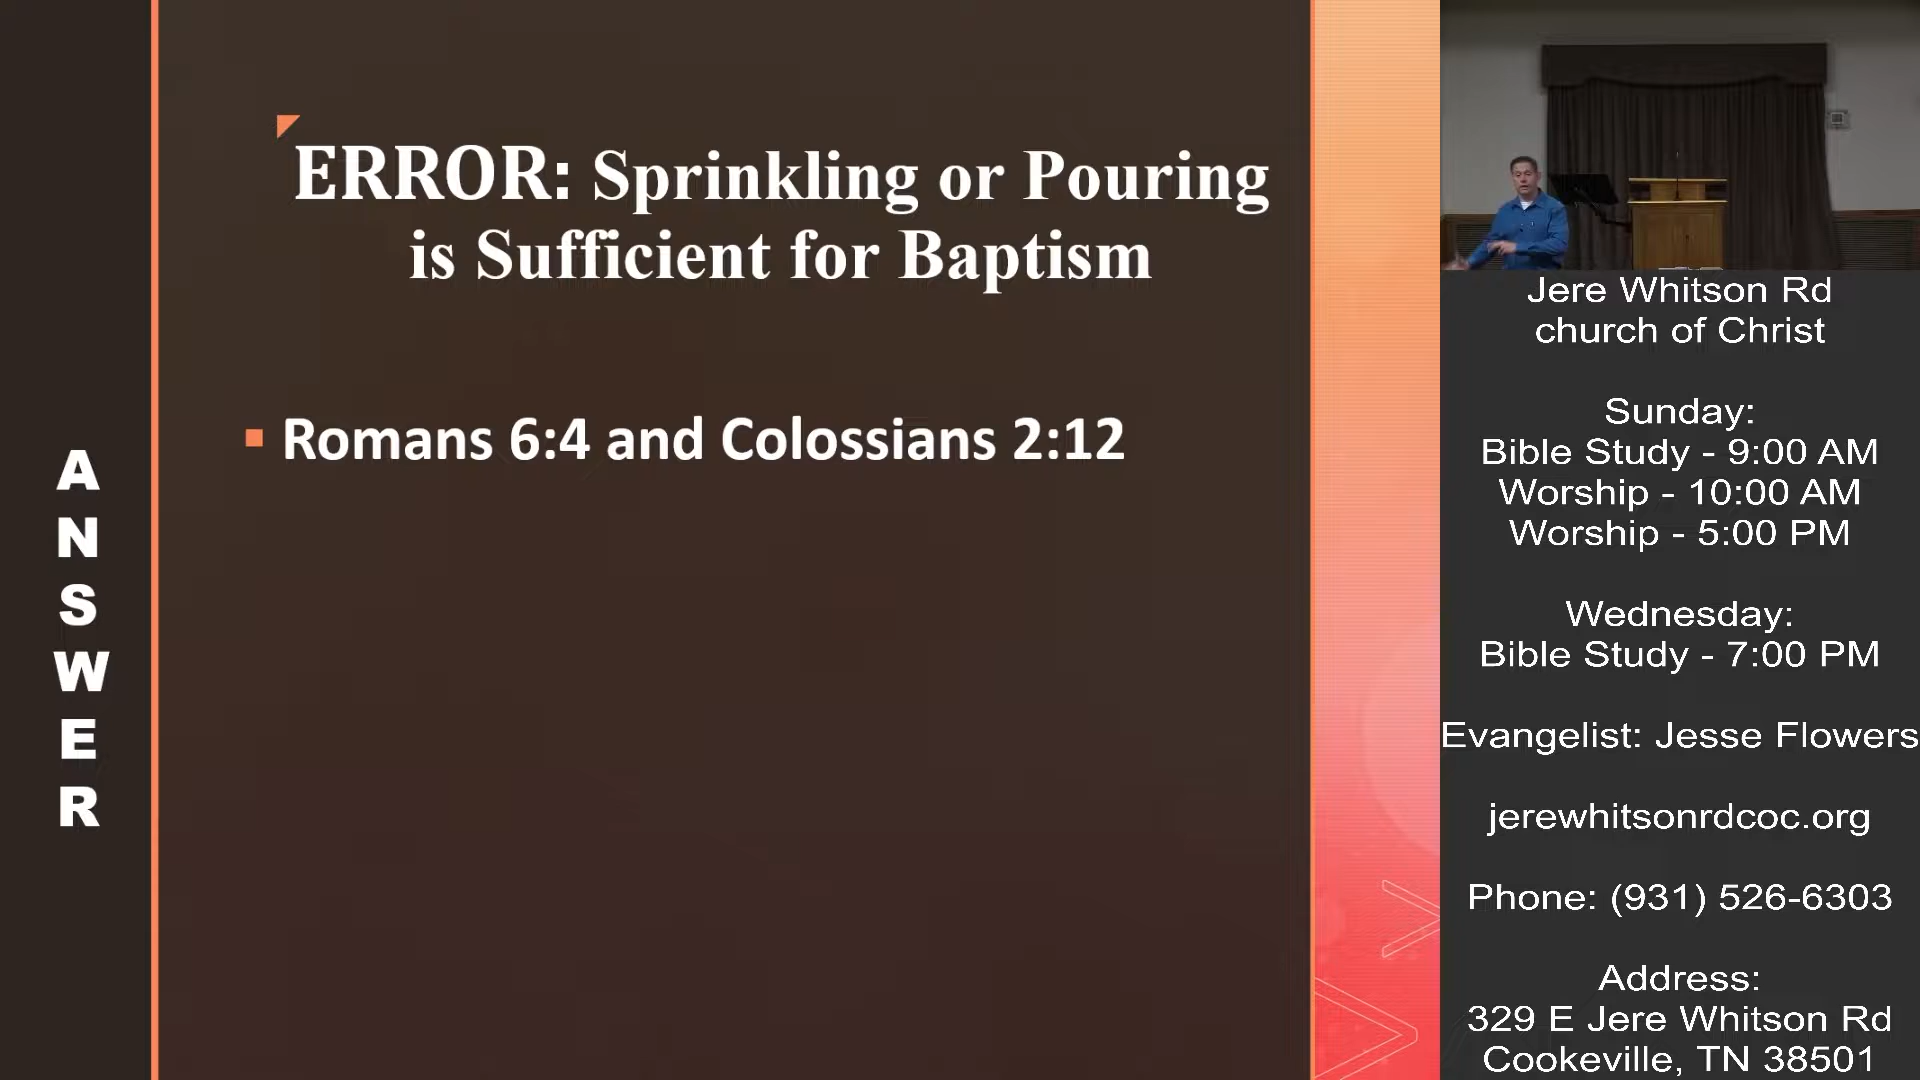 ERROR: Sprinkling or Pouring
is Sufficient for Baptism
Romans 6:4 and Colossians 2:12
A
N
S
W
E
R
Jere Whitson Rd
church of Christ
Sunday:
Bible Study - 9:00 AM
Worship - 10:00 AM
Worship - 5:00 PM
Wednesday:
Bible Study - 7:00 PM
Evangelist: Jesse Flowers
jerewhitsonrdcoc.org
Phone: (931) 526-6303
Address:
329 E Jere Whitson Rd
Cookeville, TN 38501